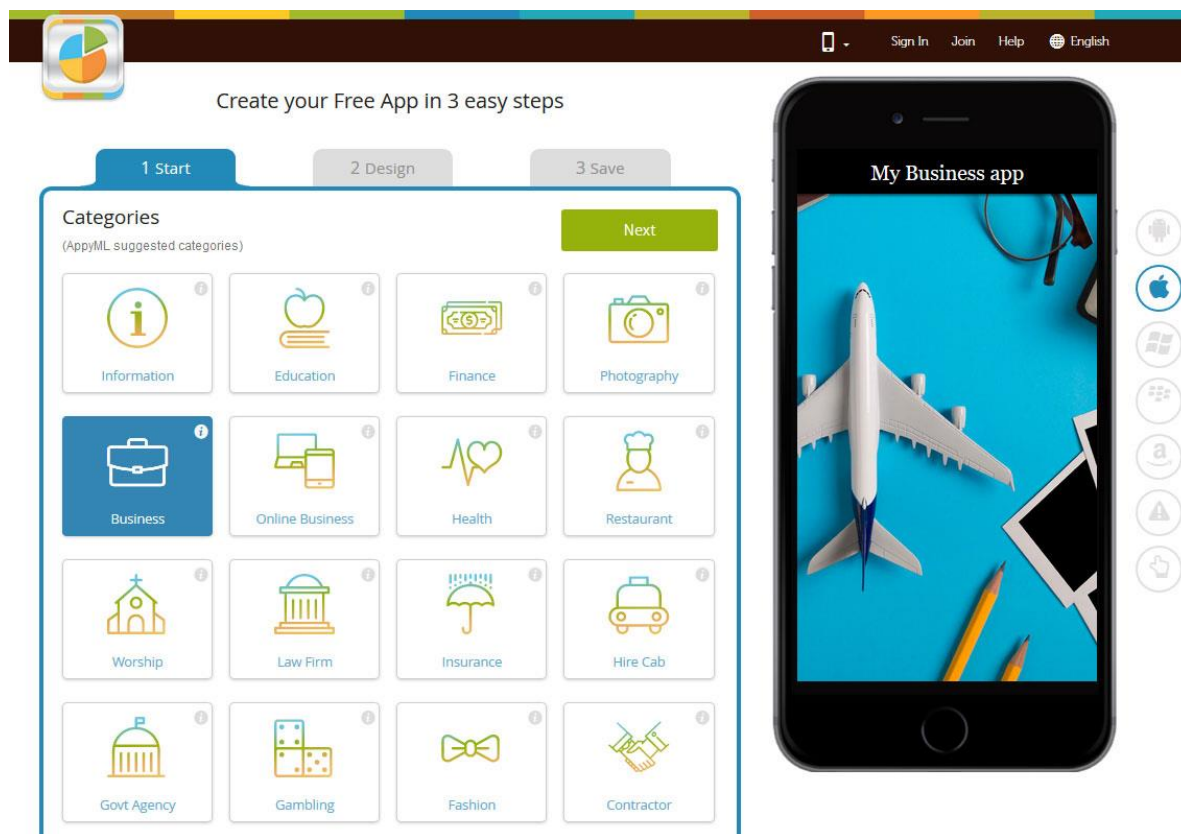 Sign In Join Help English
Create your Free App in 3 easy steps
1 Start 2 Design 3 Save
Categories
(AppyML suggested categories)
Next
Information Education Finance Photography
Business Online Business Health Restaurant
Worship Law Firm Insurance Hire Cab
Govt Agency Gambling Fashion Contractor
My Business app